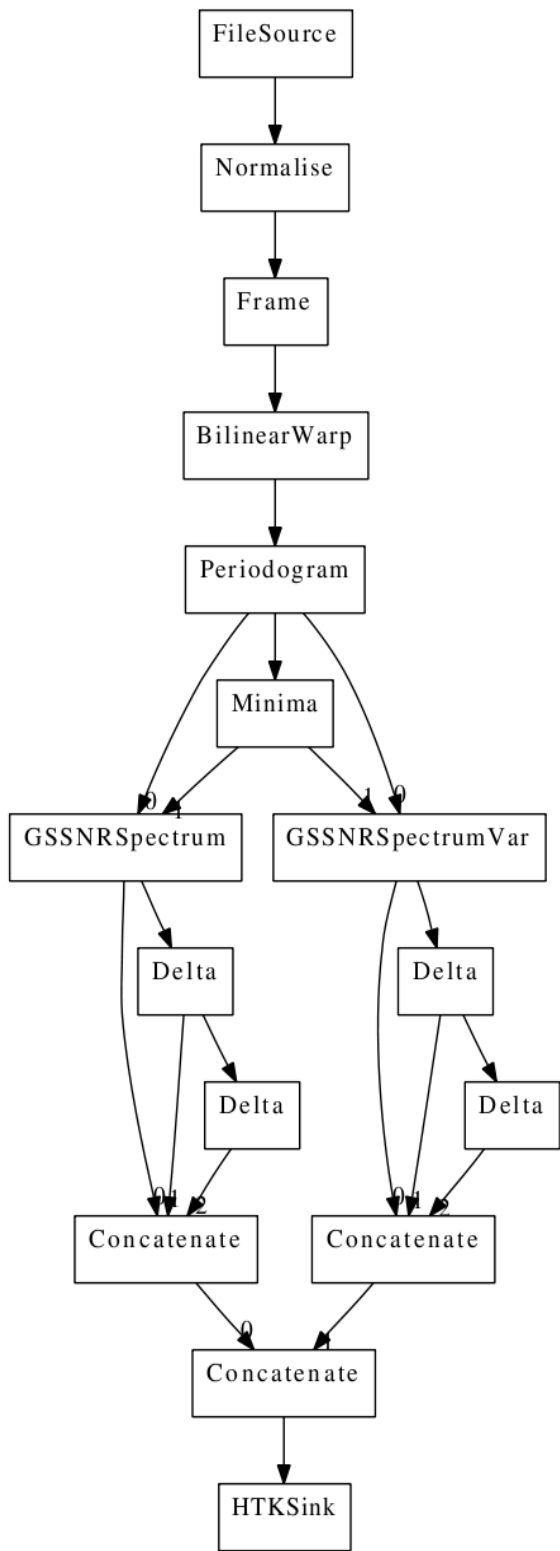 FileSource
Normalise
Frame
BilinearWarp
Periodogram
Minima
0 1 1 0
GSSNRSpectrum GSSNRSpectrumVar
Delta Delta
Delta Delta
0 1 2 0 1 2
Concatenate Concatenate
0 1
Concatenate
HTKSink